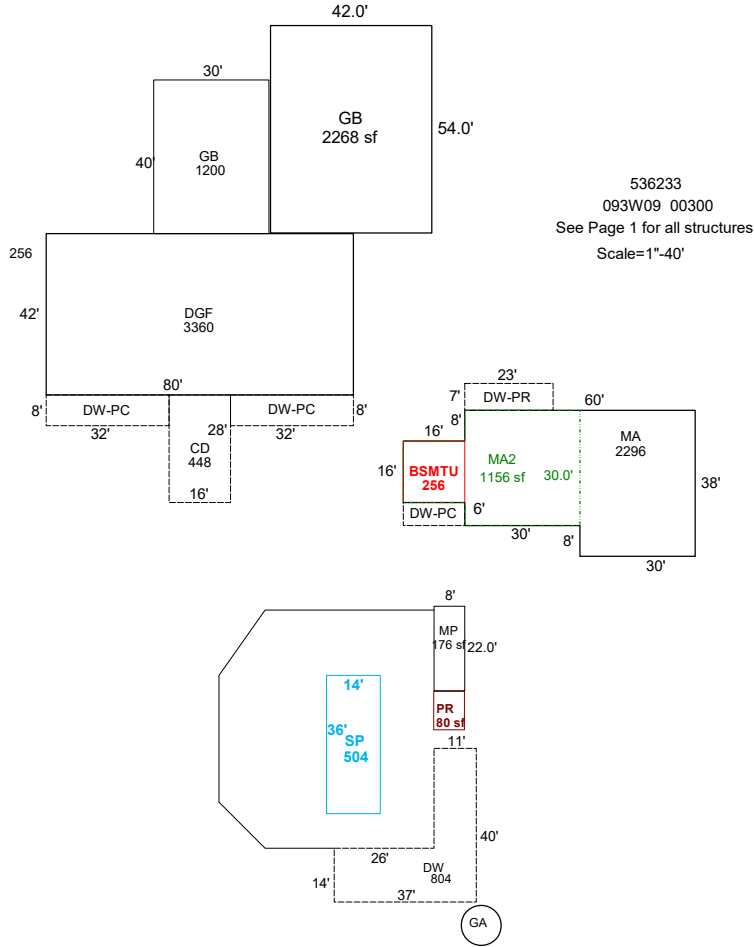 42.0'
30'
GB
2268 sf
54.0'
GB
1200
40'
536233
093W09 00300
See Page 1 for all structures
Scale=1"-40'
256
42'
DGF
3360
80'
8'
DW-PC
DW-PC
8'
32'
28'
32'
CD
448
16'
23'
7'
DW-PR
60'
8'
16'
MA
2296
MA2
1156 sf
30.0'
16'
BSMTU
256
38'
6'
DW-PC
30'
8'
30'
8'
MP
176 sf
22.0'
14'
PR
80 sf
36'
SP
504
11'
40'
26'
DW
804
14'
37'
GA